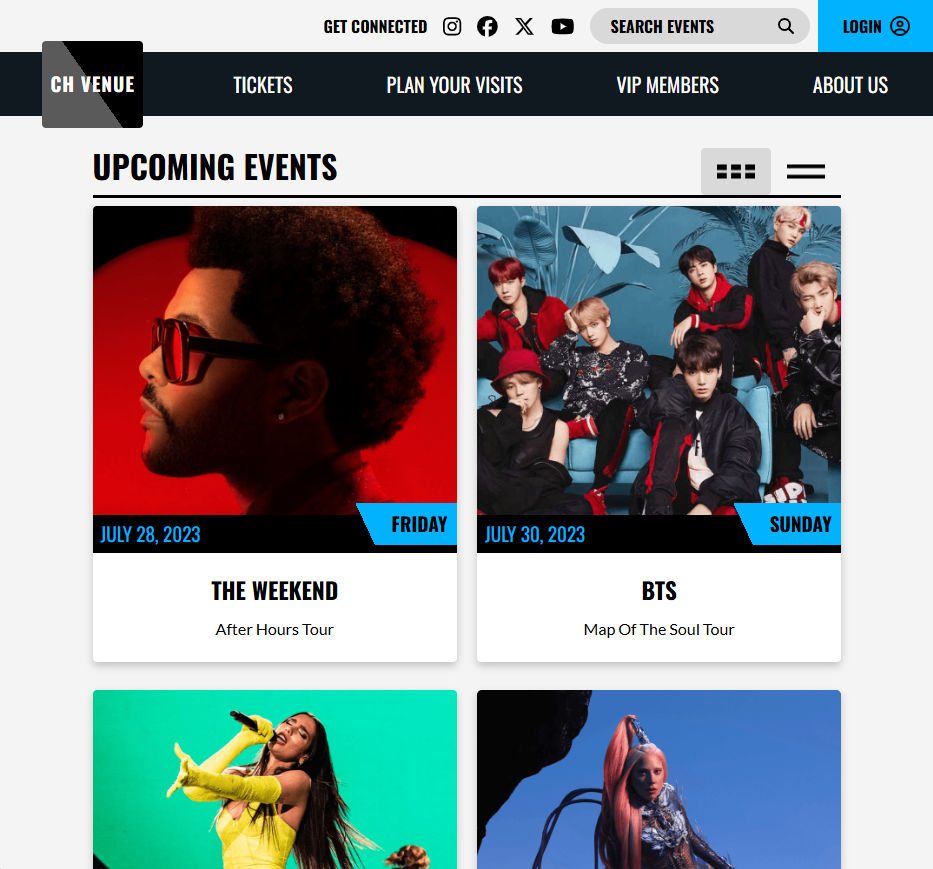 GET CONNECTED
SEARCH EVENTS
LOGIN
CH VENUE
TICKETS
PLAN YOUR VISITS
VIP MEMBERS
ABOUT US
UPCOMING EVENTS
JULY 28, 2023
FRIDAY
THE WEEKEND
After Hours Tour
JULY 30, 2023
SUNDAY
BTS
Map Of The Soul Tour